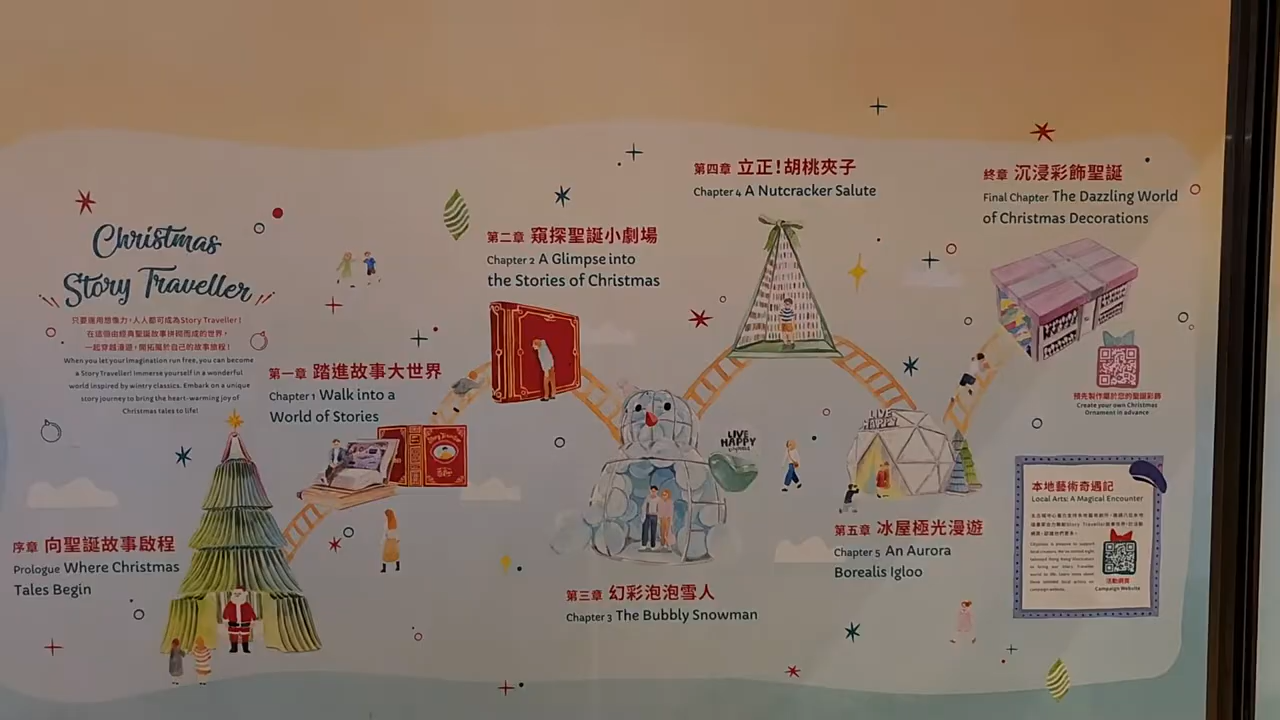 Christmas
Story Traveller
只要運用想像力，人人都可成為Story Traveller！
在這個由經典聖誕故事拼砌而成的世界，
一起穿越漫遊，開拓屬於自己的故事旅程！
When you let your imagination run free, you can become
a Story Traveller! Immerse yourself in a wonderful
world inspired by wintry classics. Embark on a unique
story journey to bring the heart-warming joy of
Christmas tales to life!
序章 向聖誕故事啟程
Prologue Where Christmas
Tales Begin
第一章 踏進故事大世界
Chapter 1 Walk into a
World of Stories
Story Traveller
第二章 窺探聖誕小劇場
Chapter 2 A Glimpse into
the Stories of Christmas
第三章 幻彩泡泡雪人
Chapter 3 The Bubbly Snowman
LIVE
HAPPY
第四章 立正！胡桃夾子
Chapter 4 A Nutcracker Salute
第五章 冰屋極光漫遊
Chapter 5 An Aurora
Borealis Igloo
LIVE
HAPPY
終章 沉浸彩飾聖誕
Final Chapter The Dazzling World
of Christmas Decorations
預先製作屬於您的聖誕彩飾
Create your own Christmas
Ornament in advance
本地藝術奇遇記
Local Arts: A Magical Encounter
活動網頁
Campaign Website